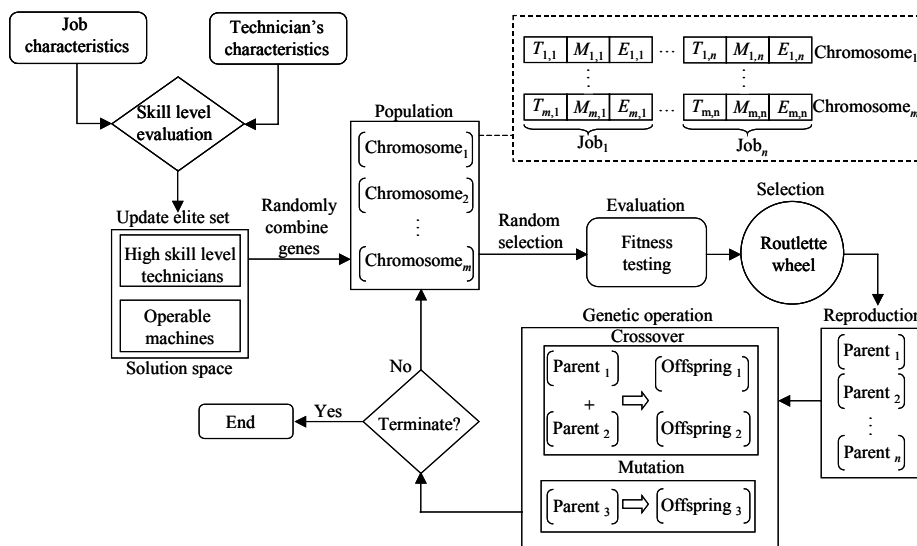 Job
characteristics
Technician's
characteristics
Skill level
evaluation
Update elite set
High skill level
technicians
Operable
machines
Solution space
Randomly
combine
genes
Population
Chromosome₁
Chromosome₂
⋮
Chromosomeₘ
T₁,₁ M₁,₁ E₁,₁ ... T₁,ₙ M₁,ₙ E₁,ₙ Chromosome₁
⋮ ⋮
Tₘ,₁ Mₘ,₁ Eₘ,₁ ... Tₘ,ₙ Mₘ,ₙ Eₘ,ₙ Chromosomeₘ
Job₁ Jobₙ
Random
selection
Evaluation
Fitness
testing
Selection
Routlette
wheel
Reproduction
Parent ₁
Parent ₂
⋮
Parent ₙ
Genetic operation
Crossover
Parent ₁ Offspring ₁
+
Parent ₂ Offspring ₂
Mutation
Parent ₃ Offspring ₃
Terminate?
No
Yes
End